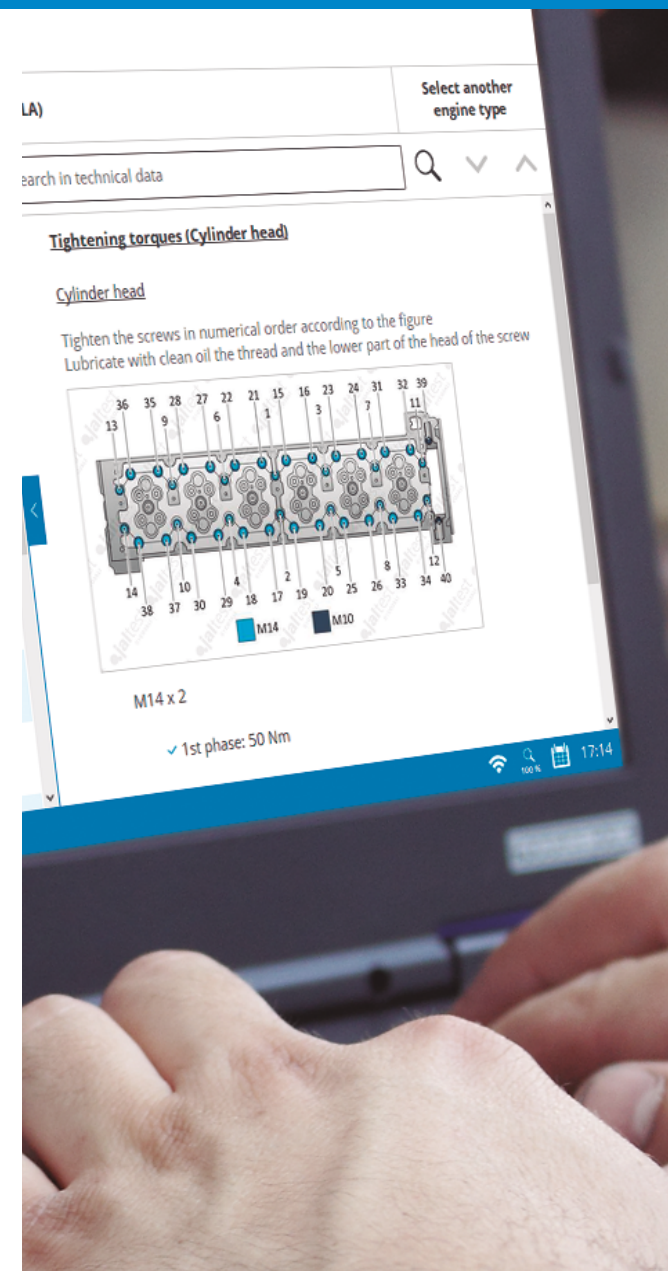 LA)
Select another
engine type
earch in technical data
Tightening torques (Cylinder head)
Cylinder head
Tighten the screws in numerical order according to the figure
Lubricate with clean oil the thread and the lower part of the head of the screw
36 35 28 27 22 21 15 16 23 24 31 32 39
13 9 6 1 3 7 11
14 10 4 2 5 8 12
38 37 30 29 18 17 19 20 25 26 33 34 40
M14 M10
M14 x 2
✓ 1st phase: 50 Nm
100 % 17:14